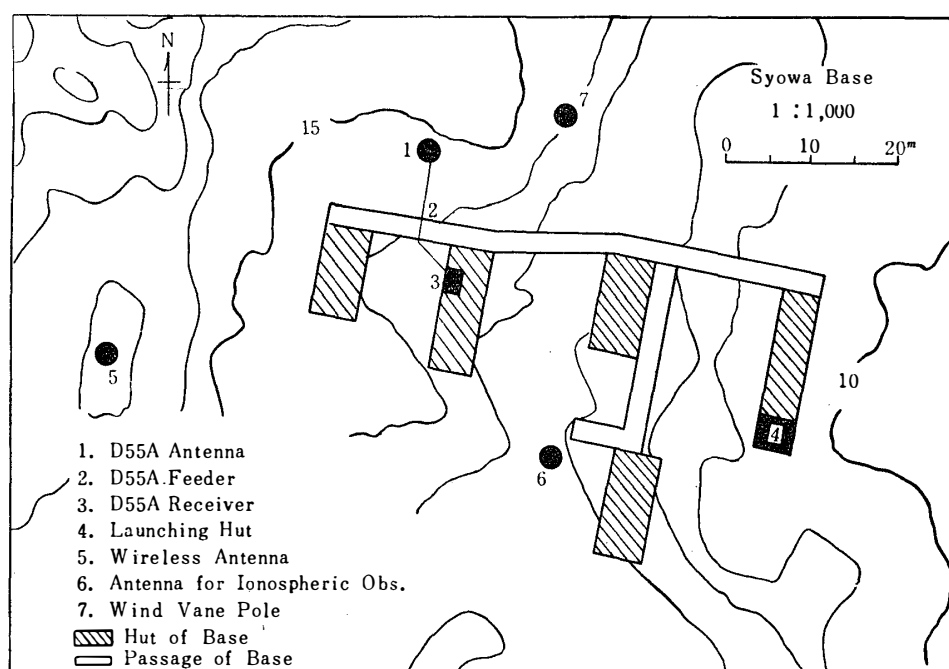 N
Syowa Base
1 : 1,000
0 10 20m
7
15
1
2
3
5
10
4
6
1. D55A Antenna
2. D55A Feeder
3. D55A Receiver
4. Launching Hut
5. Wireless Antenna
6. Antenna for Ionospheric Obs.
7. Wind Vane Pole
Hut of Base
Passage of Base